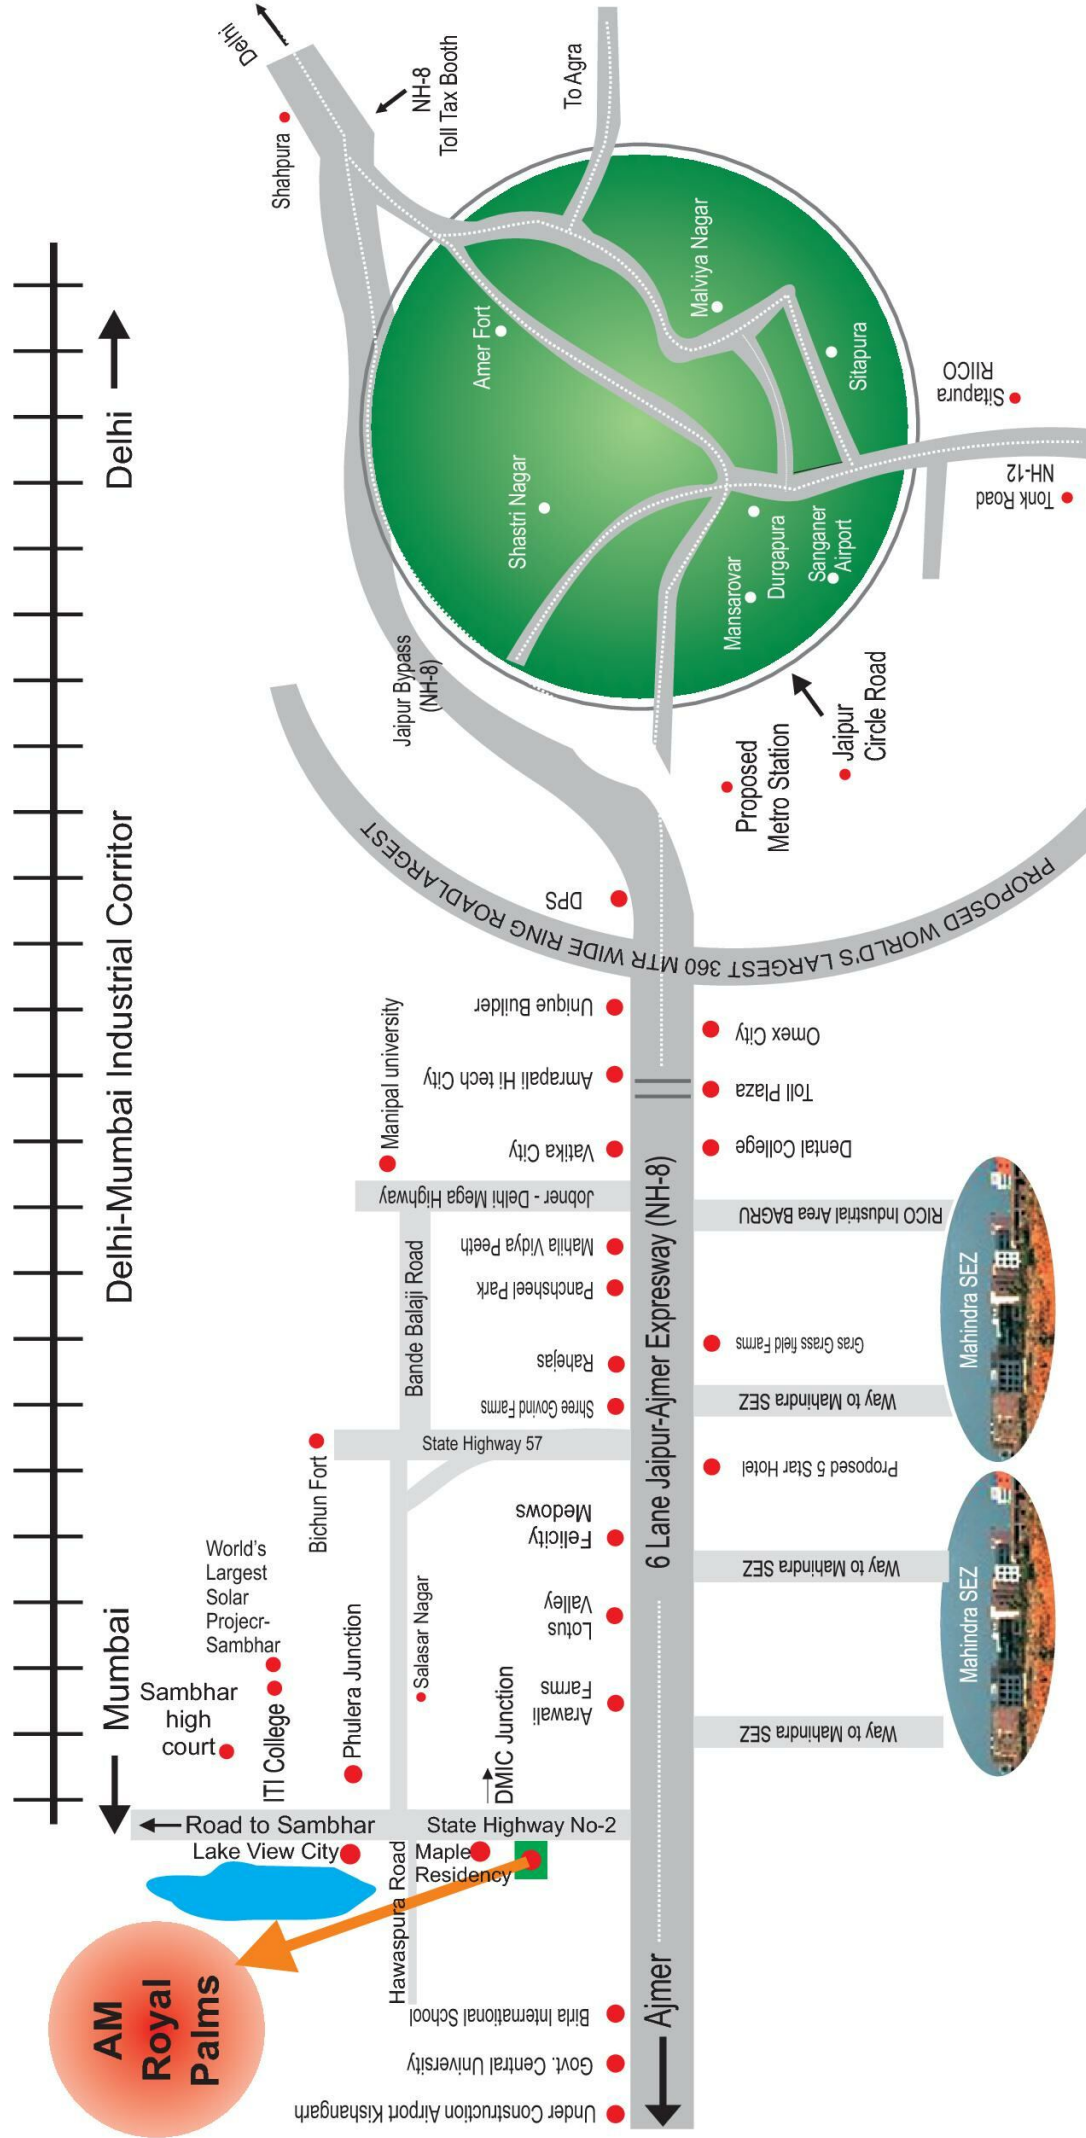 Mumbai
Delhi-Mumbai Industrial Corritor
Delhi
Delhi
Shahpura
NH-8
Toll Tax Booth
To Agra
Jaipur Bypass
(NH-8)
Amer Fort
Shastri Nagar
Malviya Nagar
Sitapura
Mansarovar
Durgapura
Sanganer
Airport
Sitapura
RIICO
Tonk Road
NH-12
Proposed
Metro Station
Jaipur
Circle Road
PROPOSED WORLD'S LARGEST 360 MTR WIDE RING ROADLARGEST
DPS
Unique Builder
Amrapali Hi tech City
Vatika City
Manipal university
Jobner - Delhi Mega Highway
Bande Balaji Road
Mahila Vidya Peeth
Panchsheel Park
Rahejas
Shree Govind Farms
State Highway 57
Bichun Fort
World's
Largest
Solar
Projecr-
Sambhar
Sambhar
high
court
ITI College
Phulera Junction
Salasar Nagar
DMIC Junction
Felicity
Medows
Lotus
Valley
Arawali
Farms
Road to Sambhar
State Highway No-2
Lake View City
Maple
Residency
Hawaspura Road
AM
Royal
Palms
Birla International School
Govt. Central University
Under Construction Airport Kishangarh
Ajmer
6 Lane Jaipur-Ajmer Expresway (NH-8)
Omex City
Toll Plaza
Dental College
RICO Industrial Area BAGRU
Gras Grass field Farms
Way to Mahindra SEZ
Proposed 5 Star Hotel
Way to Mahindra SEZ
Way to Mahindra SEZ
Mahindra SEZ
Mahindra SEZ